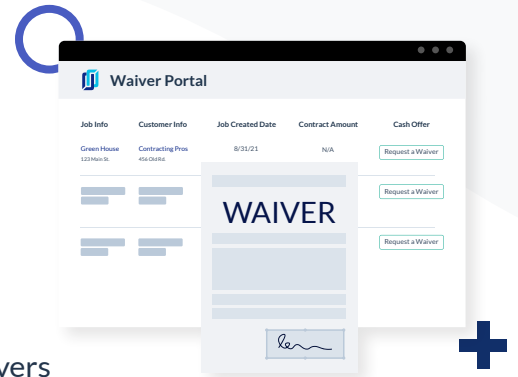 Waiver Portal
Job Info Customer Info Job Created Date Contract Amount Cash Offer
Green House Contracting Pros 8/31/21 N/A Request a Waiver
123 Main St. 456 Old Rd.
Request a Waiver
WAIVER
Request a Waiver